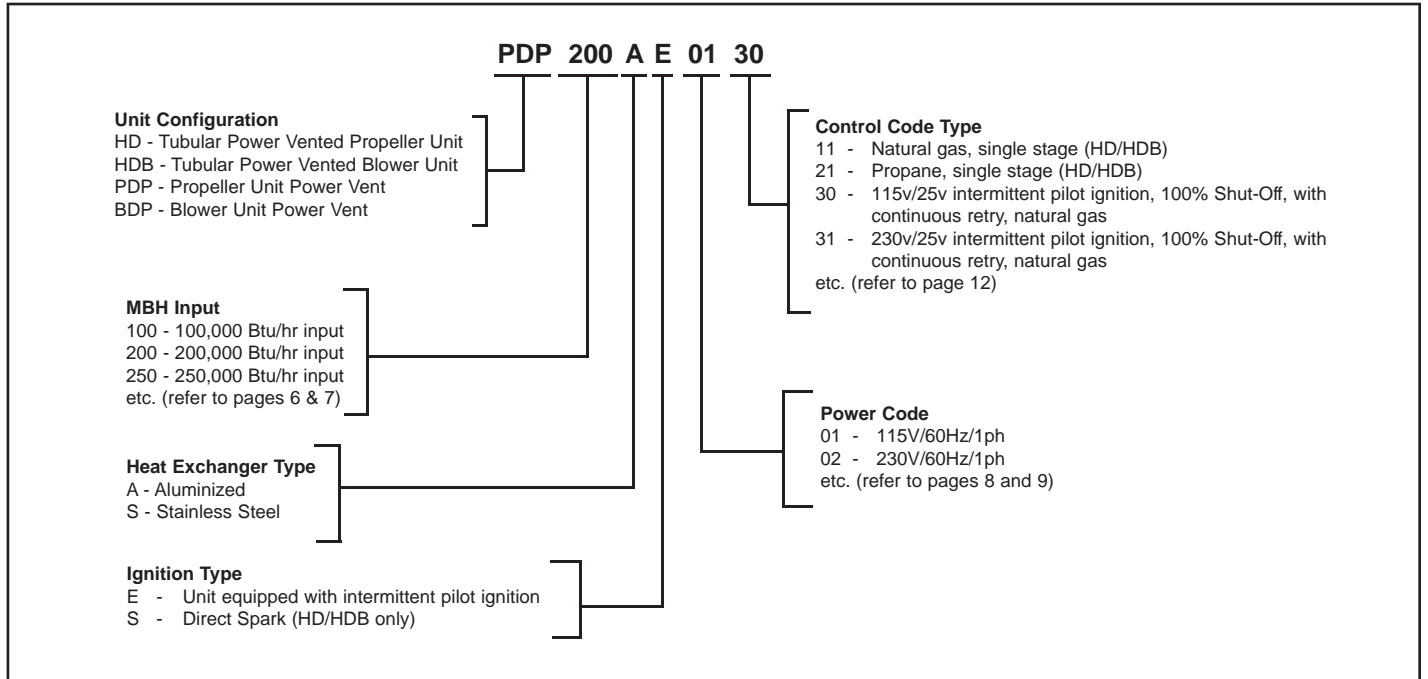 PDP 200 A E 01 30
Unit Configuration
HD - Tubular Power Vented Propeller Unit
HDB - Tubular Power Vented Blower Unit
PDP - Propeller Unit Power Vent
BDP - Blower Unit Power Vent
MBH Input
100 - 100,000 Btu/hr input
200 - 200,000 Btu/hr input
250 - 250,000 Btu/hr input
etc. (refer to pages 6 & 7)
Heat Exchanger Type
A - Aluminized
S - Stainless Steel
Ignition Type
E - Unit equipped with intermittent pilot ignition
S - Direct Spark (HD/HDB only)
Control Code Type
11 - Natural gas, single stage (HD/HDB)
21 - Propane, single stage (HD/HDB)
30 - 115v/25v intermittent pilot ignition, 100% Shut-Off, with
continuous retry, natural gas
31 - 230v/25v intermittent pilot ignition, 100% Shut-Off, with
continuous retry, natural gas
etc. (refer to page 12)
Power Code
01 - 115V/60Hz/1ph
02 - 230V/60Hz/1ph
etc. (refer to pages 8 and 9)